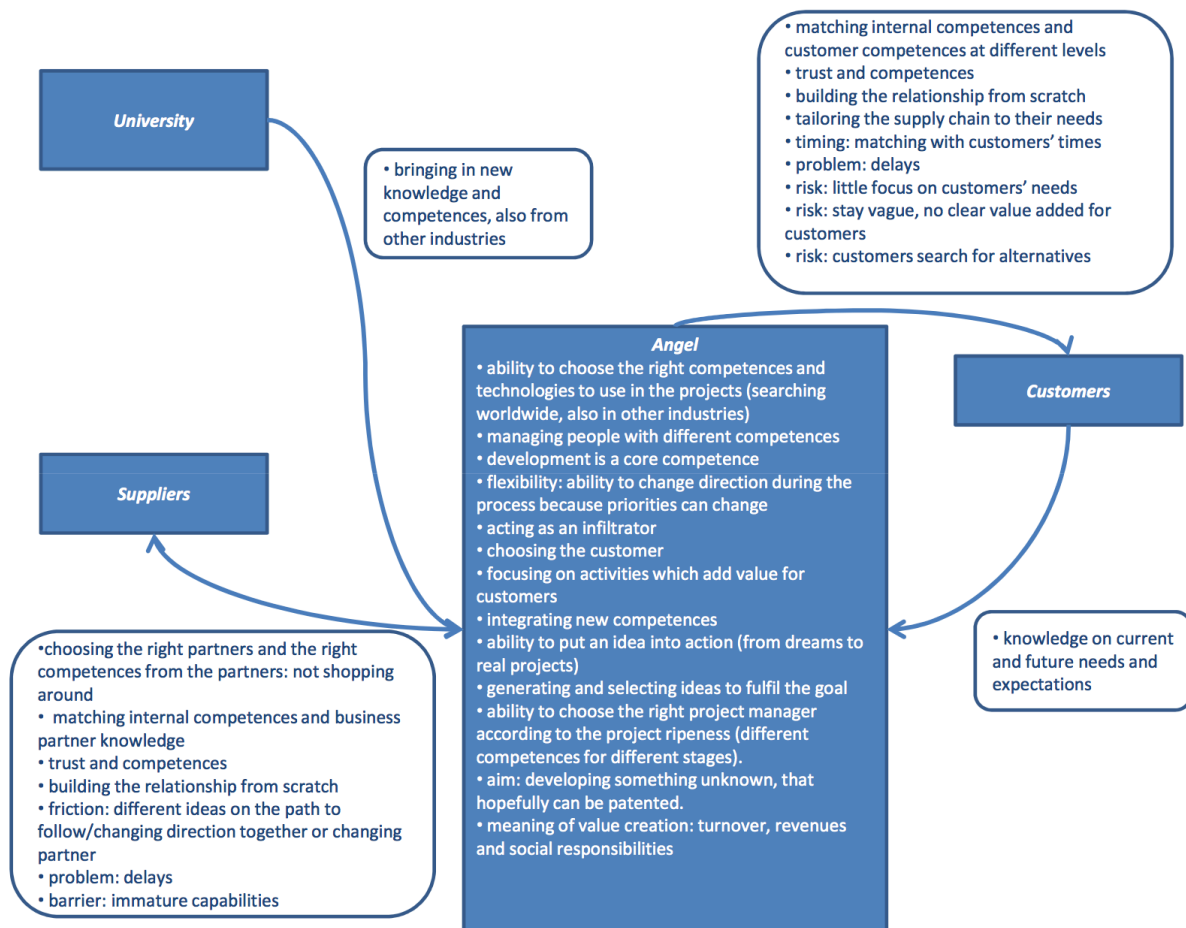 University
• bringing in new
knowledge and
competences, also from
other industries
• matching internal competences and
customer competences at different levels
• trust and competences
• building the relationship from scratch
• tailoring the supply chain to their needs
• timing: matching with customers’ times
• problem: delays
• risk: little focus on customers’ needs
• risk: stay vague, no clear value added for
customers
• risk: customers search for alternatives
Angel
• ability to choose the right competences and
technologies to use in the projects (searching
worldwide, also in other industries)
• managing people with different competences
• development is a core competence
• flexibility: ability to change direction during the
process because priorities can change
• acting as an infiltrator
• choosing the customer
• focusing on activities which add value for
customers
• integrating new competences
• ability to put an idea into action (from dreams to
real projects)
• generating and selecting ideas to fulfil the goal
• ability to choose the right project manager
according to the project ripeness (different
competences for different stages).
• aim: developing something unknown, that
hopefully can be patented.
• meaning of value creation: turnover, revenues
and social responsibilities
Customers
Suppliers
•choosing the right partners and the right
competences from the partners: not shopping
around
• matching internal competences and business
partner knowledge
• trust and competences
• building the relationship from scratch
• friction: different ideas on the path to
follow/changing direction together or changing
partner
• problem: delays
• barrier: immature capabilities
• knowledge on current
and future needs and
expectations